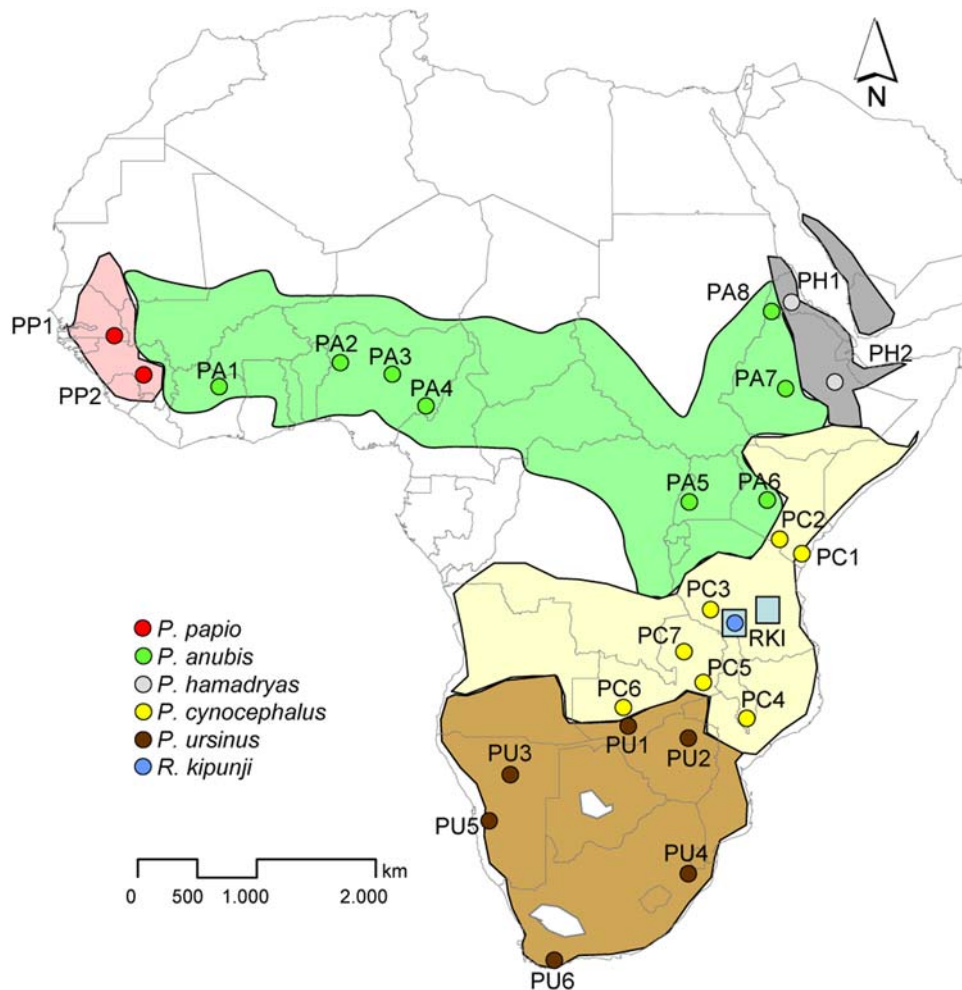 N
PH1
PA8
PP1
PH2
PA2
PA3
PA1
PA7
PP2
PA4
PA5
PA6
PC2
PC1
PC3
RKI
PC7
PC5
PC6
PC4
PU1
PU2
PU3
PU5
PU4
PU6
P. papio
P. anubis
P. hamadryas
P. cynocephalus
P. ursinus
R. kipunji
km
0 500 1.000 2.000